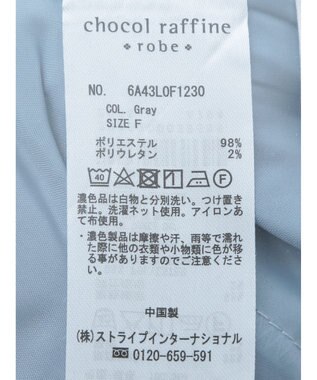 chocol raffine
robe
NO. 6A43L0F1230
COL. Gray
SIZE F
ポリエステル 98%
ポリウレタン 2%
40 F
濃色品は白物と分別洗い。つけ置き
禁止。洗濯ネット使用。アイロンあ
て布使用。
・濃色製品は摩擦や汗、雨等で濡れ
た際に他の衣類や小物に色が移
る事がありますのでご注意くださ
い。
中国製
(株)ストライプインターナショナル
0120-659-591